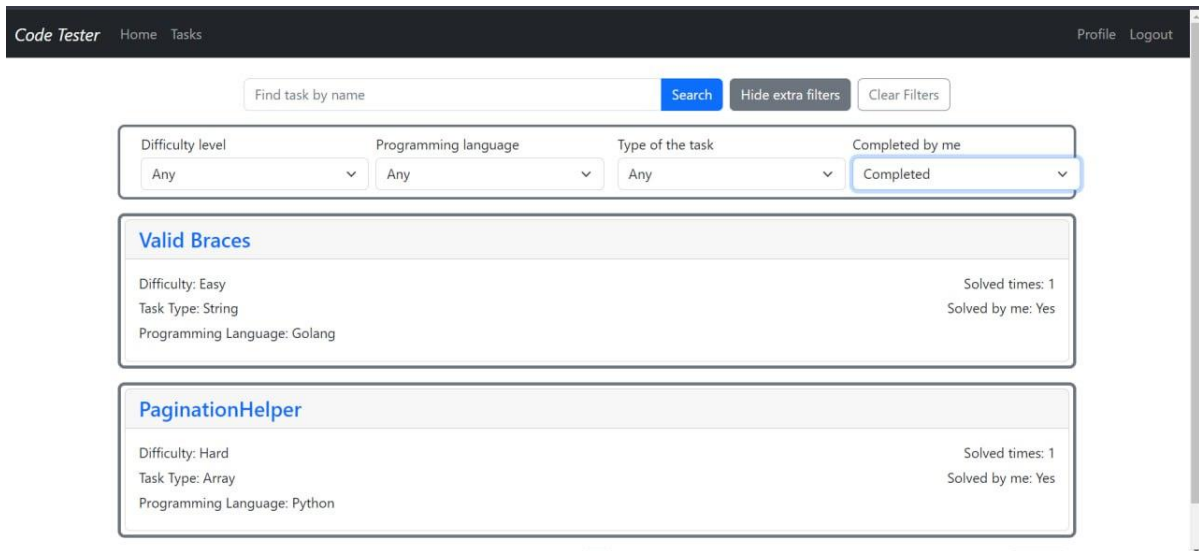 Code Tester Home Tasks Profile Logout
Find task by name Search Hide extra filters Clear Filters
Difficulty level Programming language Type of the task Completed by me
Any Any Any Completed
Valid Braces
Difficulty: Easy Solved times: 1
Task Type: String Solved by me: Yes
Programming Language: Golang
PaginationHelper
Difficulty: Hard Solved times: 1
Task Type: Array Solved by me: Yes
Programming Language: Python